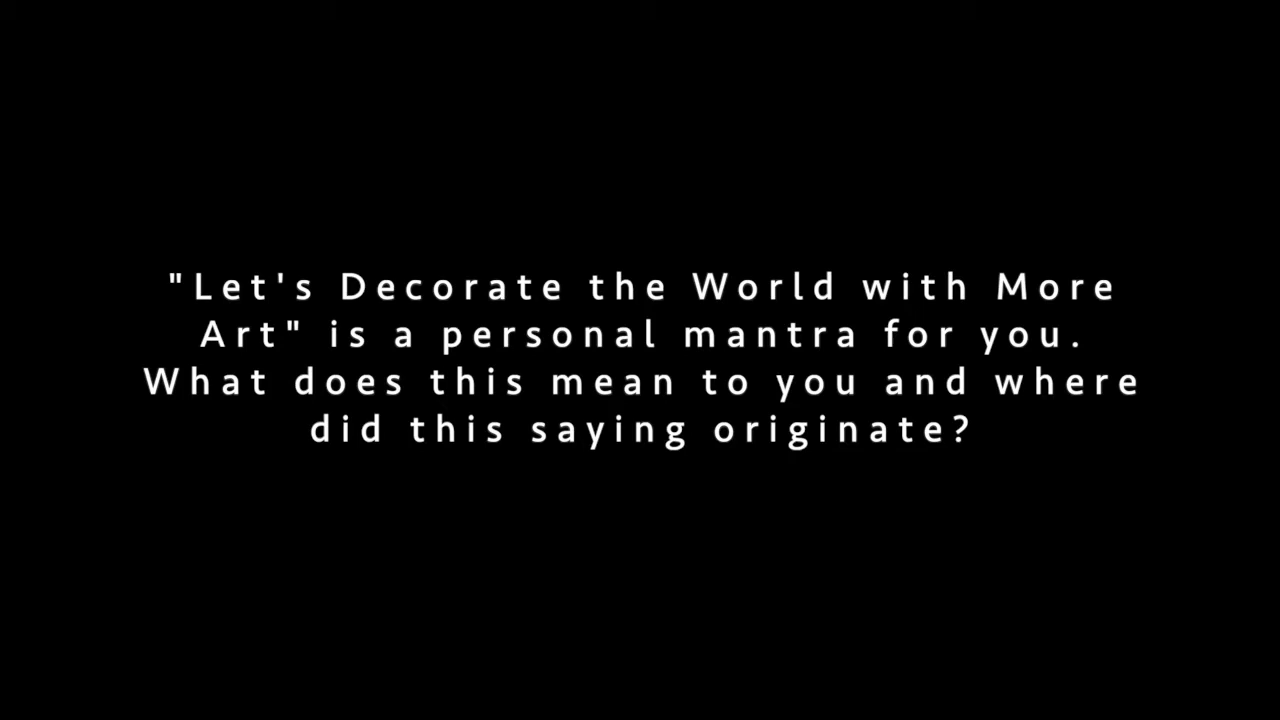 "Let's Decorate the World with More
Art" is a personal mantra for you.
What does this mean to you and where
did this saying originate?